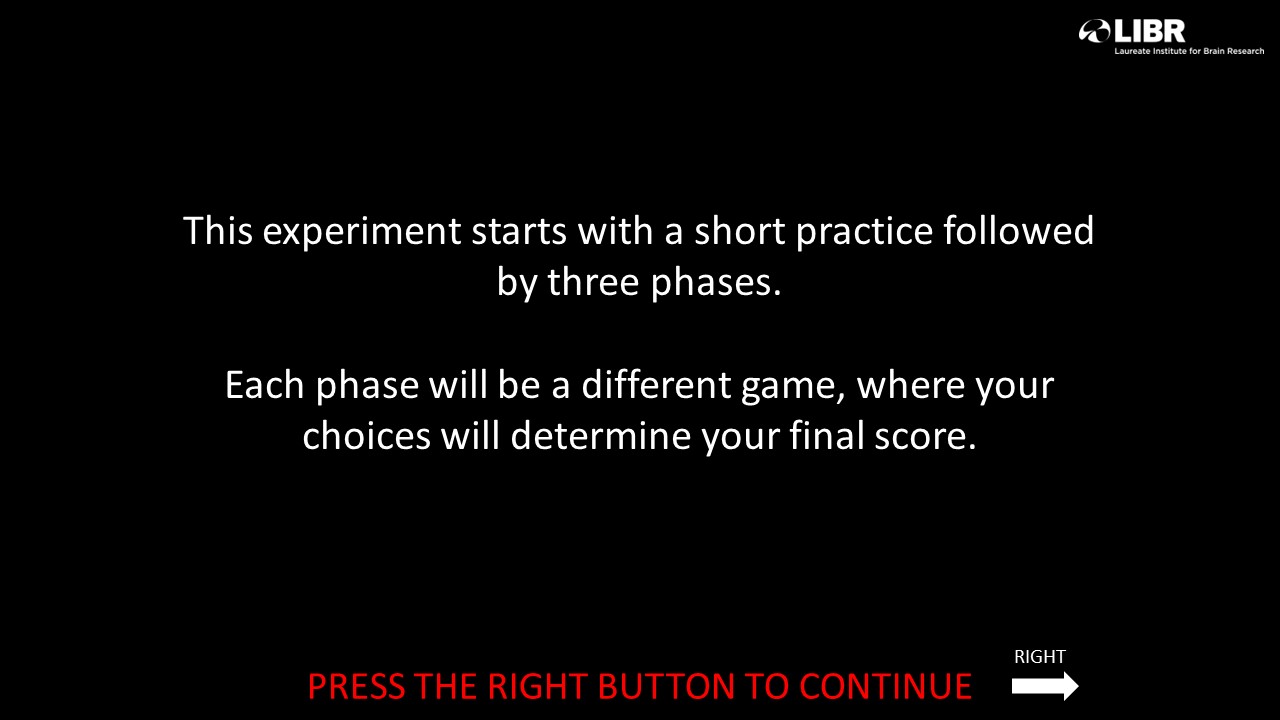 LIBR
Laureate Institute for Brain Research
This experiment starts with a short practice followed
by three phases.
Each phase will be a different game, where your
choices will determine your final score.
RIGHT
PRESS THE RIGHT BUTTON TO CONTINUE